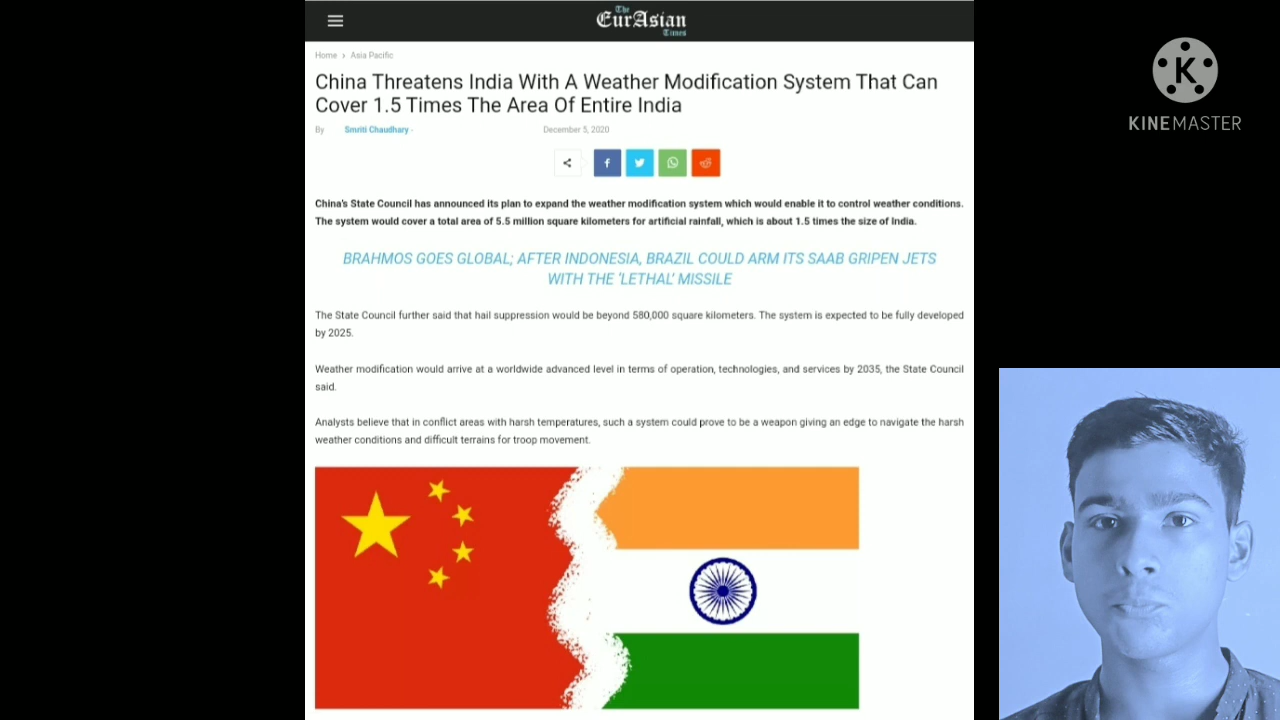 The
EurAsian
Times
Home › Asia Pacific
China Threatens India With A Weather Modification System That Can
Cover 1.5 Times The Area Of Entire India
By Smriti Chaudhary - December 5, 2020
K
KINEMASTER
China's State Council has announced its plan to expand the weather modification system which would enable it to control weather conditions.
The system would cover a total area of 5.5 million square kilometers for artificial rainfall, which is about 1.5 times the size of India.
BRAHMOS GOES GLOBAL; AFTER INDONESIA, BRAZIL COULD ARM ITS SAAB GRIPEN JETS
WITH THE ‘LETHAL’ MISSILE
The State Council further said that hail suppression would be beyond 580,000 square kilometers. The system is expected to be fully developed
by 2025.
Weather modification would arrive at a worldwide advanced level in terms of operation, technologies, and services by 2035, the State Council
said.
Analysts believe that in conflict areas with harsh temperatures, such a system could prove to be a weapon giving an edge to navigate the harsh
weather conditions and difficult terrains for troop movement.